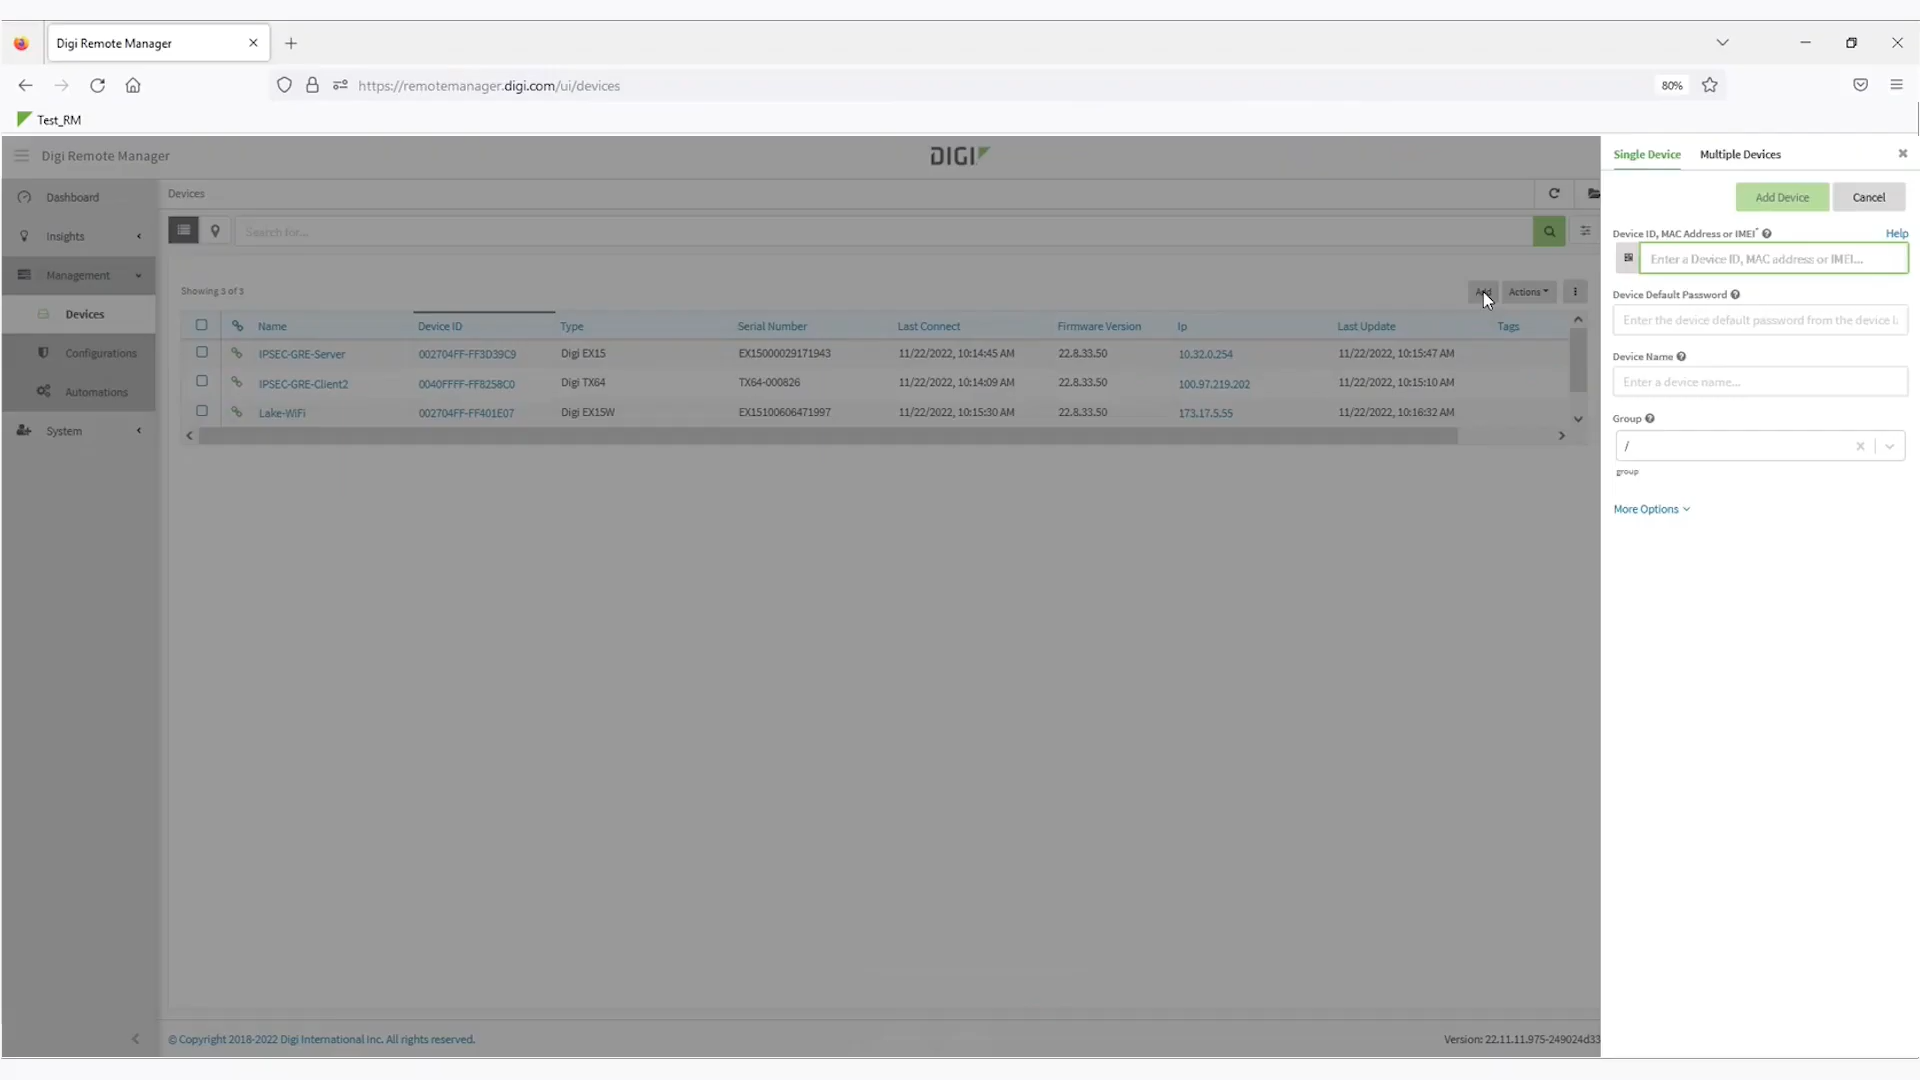 Digi Remote Manager
https://remotemanager.digi.com/ui/devices
80%
Test_RM
Digi Remote Manager
DIGI
Dashboard
Insights
Management
Devices
Configurations
Automations
System
Devices
Search for...
Showing 3 of 3
Add
Actions
Name Device ID Type Serial Number Last Connect Firmware Version Ip Last Update Tags
IPSEC-GRE-Server 002704FF-FF3D39C9 Digi EX15 EX15000029171943 11/22/2022, 10:14:45 AM 22.8.33.50 10.32.0.254 11/22/2022, 10:15:47 AM
IPSEC-GRE-Client2 0040FFFF-FF8258C0 Digi TX64 TX64-000826 11/22/2022, 10:14:09 AM 22.8.33.50 100.97.219.202 11/22/2022, 10:15:10 AM
Lake-WiFi 002704FF-FF401E07 Digi EX15W EX15100606471997 11/22/2022, 10:15:30 AM 22.8.33.50 173.17.5.55 11/22/2022, 10:16:32 AM
© Copyright 2018-2022 Digi International Inc. All rights reserved.
Version: 22.11.11.975-249024d33
Single Device Multiple Devices
Add Device Cancel
Device ID, MAC Address or IMEI* Help
Enter a Device ID, MAC address or IMEI...
Device Default Password
Enter the device default password from the device l
Device Name
Enter a device name...
Group
/
group
More Options